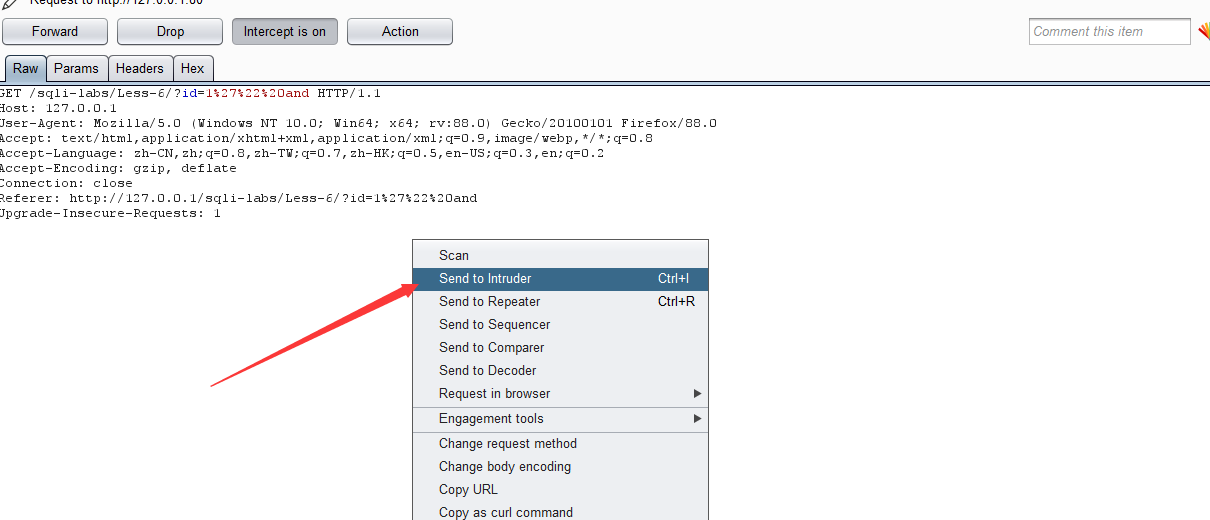 Request to http://127.0.0.1:80
Forward
Drop
Intercept is on
Action
Comment this item
Raw
Params
Headers
Hex
GET /sqli-labs/Less-6/?id=1%27%22%20and HTTP/1.1
Host: 127.0.0.1
User-Agent: Mozilla/5.0 (Windows NT 10.0; Win64; x64; rv:88.0) Gecko/20100101 Firefox/88.0
Accept: text/html,application/xhtml+xml,application/xml;q=0.9,image/webp,*/*;q=0.8
Accept-Language: zh-CN,zh;q=0.8,zh-TW;q=0.7,zh-HK;q=0.5,en-US;q=0.3,en;q=0.2
Accept-Encoding: gzip, deflate
Connection: close
Referer: http://127.0.0.1/sqli-labs/Less-6/?id=1%27%22%20and
Upgrade-Insecure-Requests: 1
Scan
Send to Intruder Ctrl+I
Send to Repeater Ctrl+R
Send to Sequencer
Send to Comparer
Send to Decoder
Request in browser
Engagement tools
Change request method
Change body encoding
Copy URL
Copy as curl command